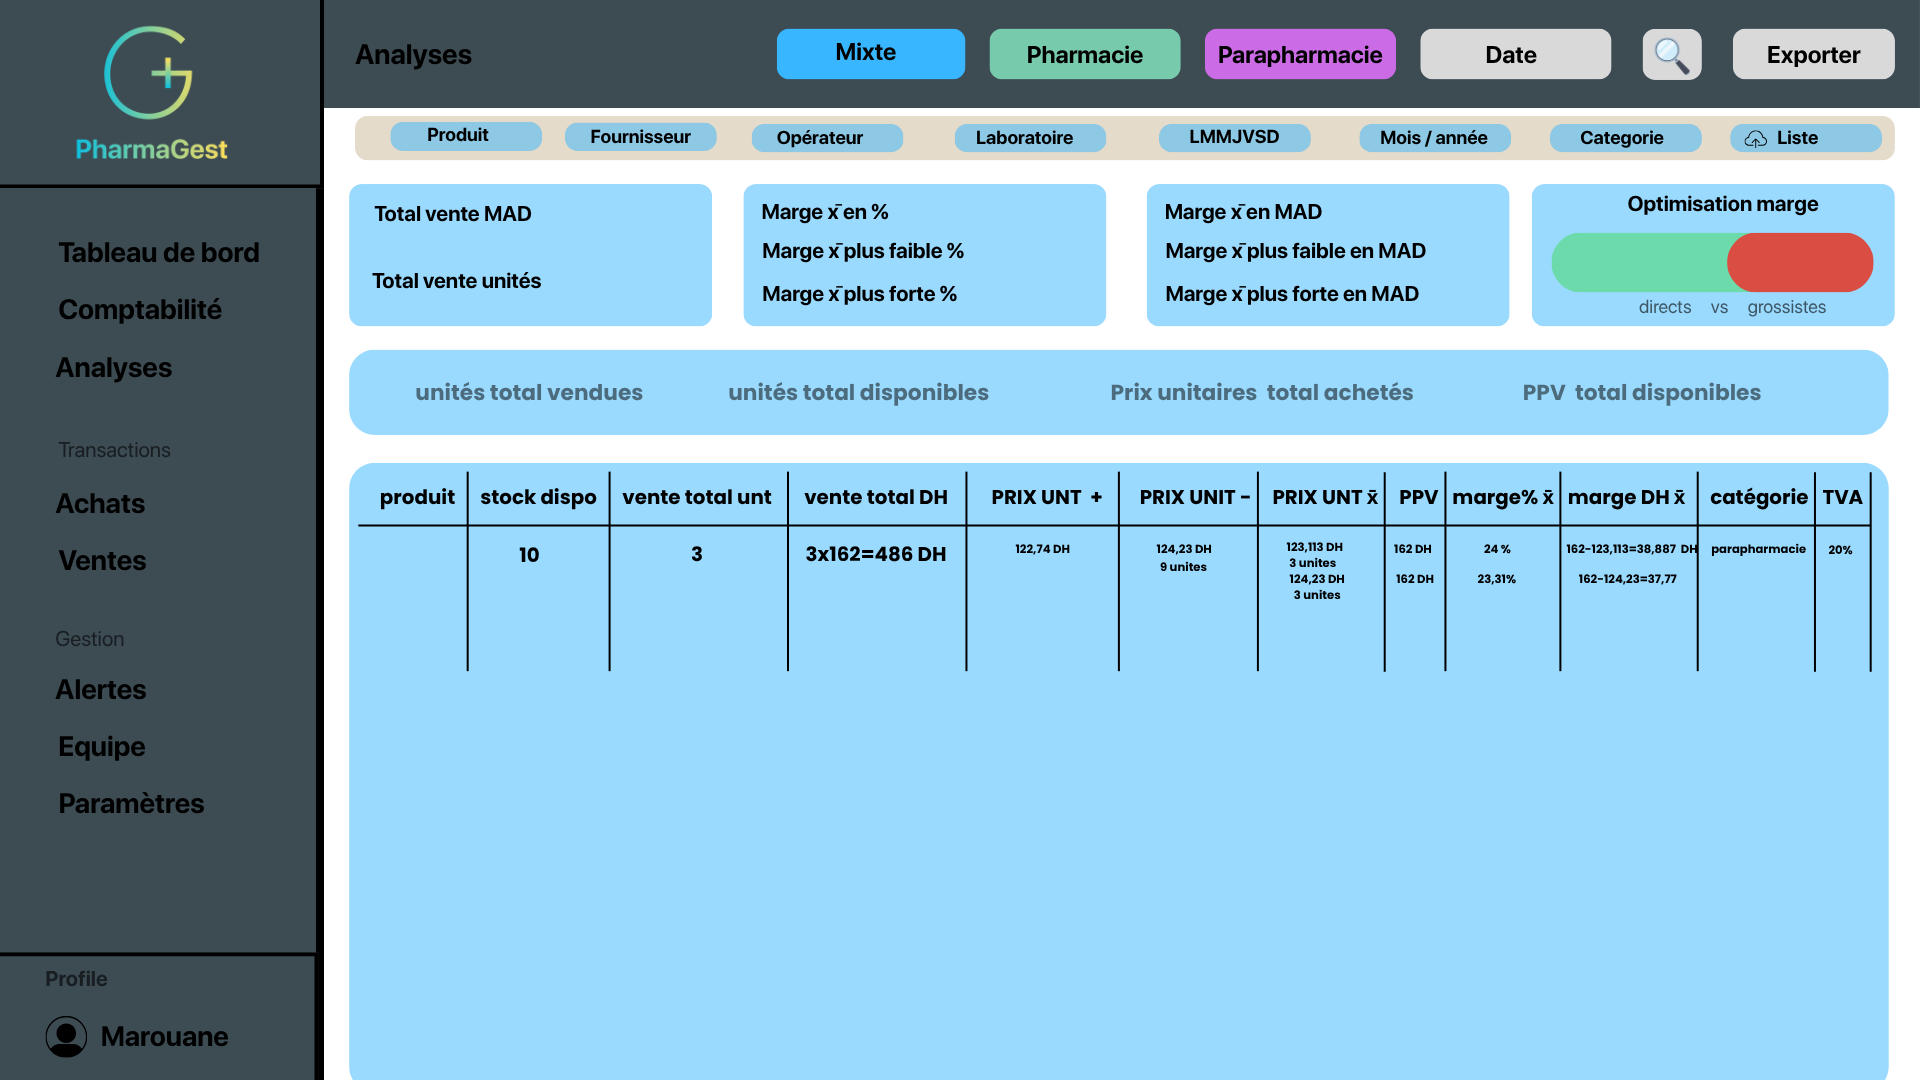 PharmaGest
Tableau de bord
Comptabilité
Analyses
Transactions
Achats
Ventes
Gestion
Alertes
Equipe
Paramètres
Profile
Marouane
Analyses
Mixte
Pharmacie
Parapharmacie
Date
Exporter
Produit
Fournisseur
Opérateur
Laboratoire
LMMJVSD
Mois / année
Categorie
Liste
Total vente MAD
Total vente unités
Marge x̄ en %
Marge x̄ plus faible %
Marge x̄ plus forte %
Marge x̄ en MAD
Marge x̄ plus faible en MAD
Marge x̄ plus forte en MAD
Optimisation marge
directs vs grossistes
unités total vendues
unités total disponibles
Prix unitaires total achetés
PPV total disponibles
produit stock dispo vente total unt vente total DH PRIX UNT + PRIX UNIT - PRIX UNT x̄ PPV marge% x̄ marge DH x̄ catégorie TVA
10
3
3x162=486 DH
122,74 DH
124,23 DH
9 unites
123,113 DH
3 unites
124,23 DH
3 unites
162 DH
162 DH
24 %
23,31%
162-123,113=38,887 DH
162-124,23=37,77
parapharmacie
20%